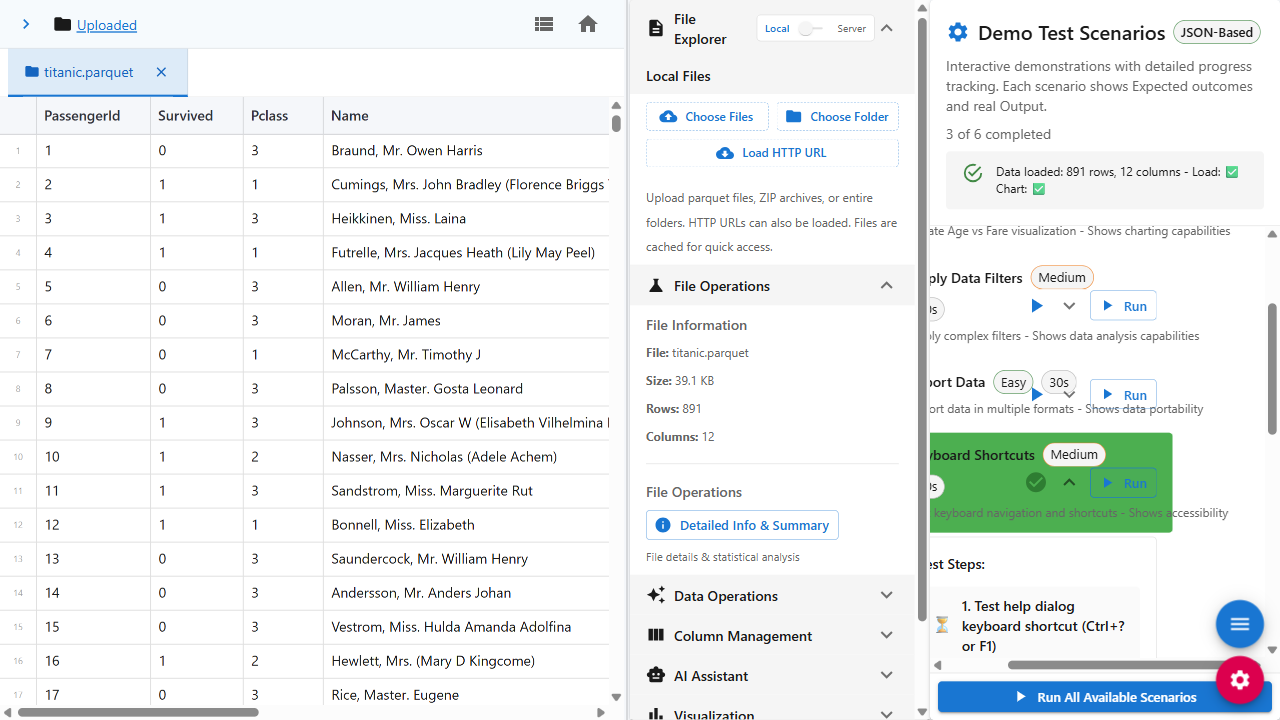 Uploaded
titanic.parquet
PassengerId Survived Pclass Name
1 1 0 3 Braund, Mr. Owen Harris
2 2 1 1 Cumings, Mrs. John Bradley (Florence Briggs
3 3 1 3 Heikkinen, Miss. Laina
4 4 1 1 Futrelle, Mrs. Jacques Heath (Lily May Peel)
5 5 0 3 Allen, Mr. William Henry
6 6 0 3 Moran, Mr. James
7 7 0 1 McCarthy, Mr. Timothy J
8 8 0 3 Palsson, Master. Gosta Leonard
9 9 1 3 Johnson, Mrs. Oscar W (Elisabeth Vilhelmina
10 10 1 2 Nasser, Mrs. Nicholas (Adele Achem)
11 11 1 3 Sandstrom, Miss. Marguerite Rut
12 12 1 1 Bonnell, Miss. Elizabeth
13 13 0 3 Saundercock, Mr. William Henry
14 14 0 3 Andersson, Mr. Anders Johan
15 15 0 3 Vestrom, Miss. Hulda Amanda Adolfina
16 16 1 2 Hewlett, Mrs. (Mary D Kingcome)
17 17 0 3 Rice, Master. Eugene
File
Explorer
Local Server
Local Files
Choose Files Choose Folder
Load HTTP URL
Upload parquet files, ZIP archives, or entire
folders. HTTP URLs can also be loaded. Files are
cached for quick access.
File Operations
File Information
File: titanic.parquet
Size: 39.1 KB
Rows: 891
Columns: 12
File Operations
Detailed Info & Summary
File details & statistical analysis
Data Operations
Column Management
AI Assistant
Visualization
Demo Test Scenarios JSON-Based
Interactive demonstrations with detailed progress
tracking. Each scenario shows Expected outcomes
and real Output.
3 of 6 completed
Data loaded: 891 rows, 12 columns - Load: ✅
Chart: ✅
ate Age vs Fare visualization - Shows charting capabilities
ply Data Filters Medium
0s Run
ly complex filters - Shows data analysis capabilities
port Data Easy 30s
Run
ort data in multiple formats - Shows data portability
yboard Shortcuts Medium
0s Run
keyboard navigation and shortcuts - Shows accessibility
est Steps:
1. Test help dialog
keyboard shortcut (Ctrl+?
or F1)
Run All Available Scenarios